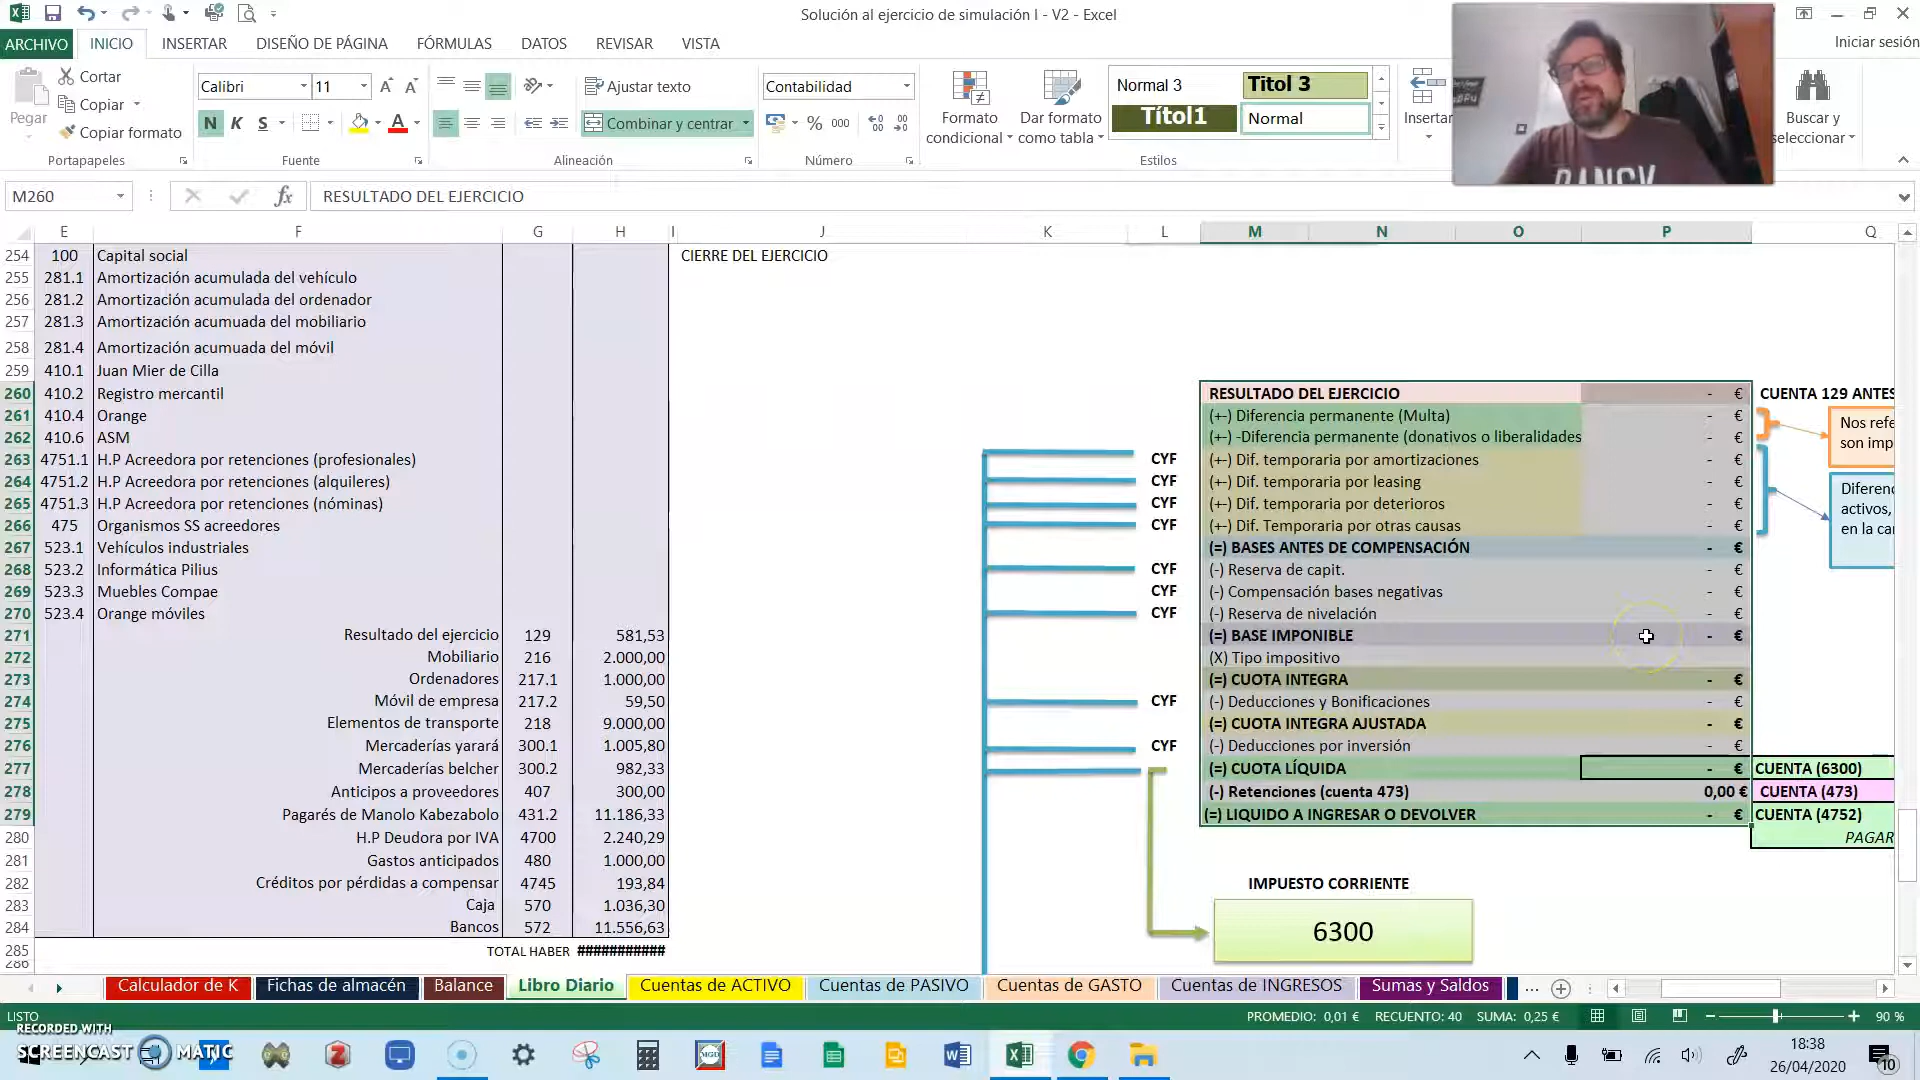 Solución al ejercicio de simulación I - V2 - Excel
Iniciar sesión
ARCHIVO INICIO INSERTAR DISEÑO DE PÁGINA FÓRMULAS DATOS REVISAR VISTA
Pegar
Cortar
Copiar
Copiar formato
Portapapeles
Calibri 11
N K S
Fuente
Ajustar texto
Combinar y centrar
Alineación
Contabilidad
% 000
Número
Formato condicional
Dar formato como tabla
Normal 3
Titol 3
Títol1
Normal
Estilos
Insertar
Buscar y seleccionar
M260
fx
RESULTADO DEL EJERCICIO
E F G H I J K L M N O P Q
254 100 Capital social
CIERRE DEL EJERCICIO
255 281.1 Amortización acumulada del vehículo
256 281.2 Amortización acumulada del ordenador
257 281.3 Amortización acumuada del mobiliario
258 281.4 Amortización acumuada del móvil
259 410.1 Juan Mier de Cilla
260 410.2 Registro mercantil
261 410.4 Orange
262 410.6 ASM
263 4751.1 H.P Acreedora por retenciones (profesionales)
264 4751.2 H.P Acreedora por retenciones (alquileres)
265 4751.3 H.P Acreedora por retenciones (nóminas)
266 475 Organismos SS acreedores
267 523.1 Vehículos industriales
268 523.2 Informática Pilius
269 523.3 Muebles Compae
270 523.4 Orange móviles
271 Resultado del ejercicio 129 581,53
272 Mobiliario 216 2.000,00
273 Ordenadores 217.1 1.000,00
274 Móvil de empresa 217.2 59,50
275 Elementos de transporte 218 9.000,00
276 Mercaderías yarará 300.1 1.005,80
277 Mercaderías belcher 300.2 982,33
278 Anticipos a proveedores 407 300,00
279 Pagarés de Manolo Kabezabolo 431.2 11.186,33
280 H.P Deudora por IVA 4700 2.240,29
281 Gastos anticipados 480 1.000,00
282 Créditos por pérdidas a compensar 4745 193,84
283 Caja 570 1.036,30
284 Bancos 572 11.556,63
285 TOTAL HABER ###########
286
RESULTADO DEL EJERCICIO - € CUENTA 129 ANTES
(+-) Diferencia permanente (Multa) - €
(+-) -Diferencia permanente (donativos o liberalidades - €
CYF (+-) Dif. temporaria por amortizaciones - €
CYF (+-) Dif. temporaria por leasing - €
CYF (+-) Dif. temporaria por deterioros - €
CYF (+-) Dif. Temporaria por otras causas - €
(=) BASES ANTES DE COMPENSACIÓN - €
CYF (-) Reserva de capit. - €
CYF (-) Compensación bases negativas - €
CYF (-) Reserva de nivelación - €
(=) BASE IMPONIBLE - €
(X) Tipo impositivo
(=) CUOTA INTEGRA - €
CYF (-) Deducciones y Bonificaciones - €
(=) CUOTA INTEGRA AJUSTADA - €
CYF (-) Deducciones por inversión - €
(=) CUOTA LÍQUIDA - € CUENTA (6300)
(-) Retenciones (cuenta 473) 0,00 € CUENTA (473)
(=) LIQUIDO A INGRESAR O DEVOLVER - € CUENTA (4752)
PAGAR
Nos refe
son imp
Diferenc
activos,
en la car
IMPUESTO CORRIENTE
6300
Calculador de K Fichas de almacén Balance Libro Diario Cuentas de ACTIVO Cuentas de PASIVO Cuentas de GASTO Cuentas de INGRESOS Sumas y Saldos ...
LISTO
PROMEDIO: 0,01 € RECUENTO: 40 SUMA: 0,25 €
90 %
RECORDED WITH
SCREENCAST MATIC
18:38
26/04/2020
10